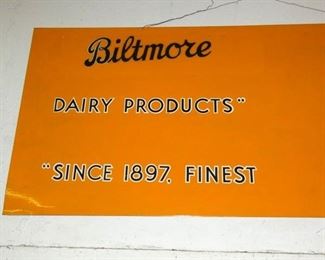 Biltmore
DAIRY PRODUCTS"
"SINCE 1897, FINEST